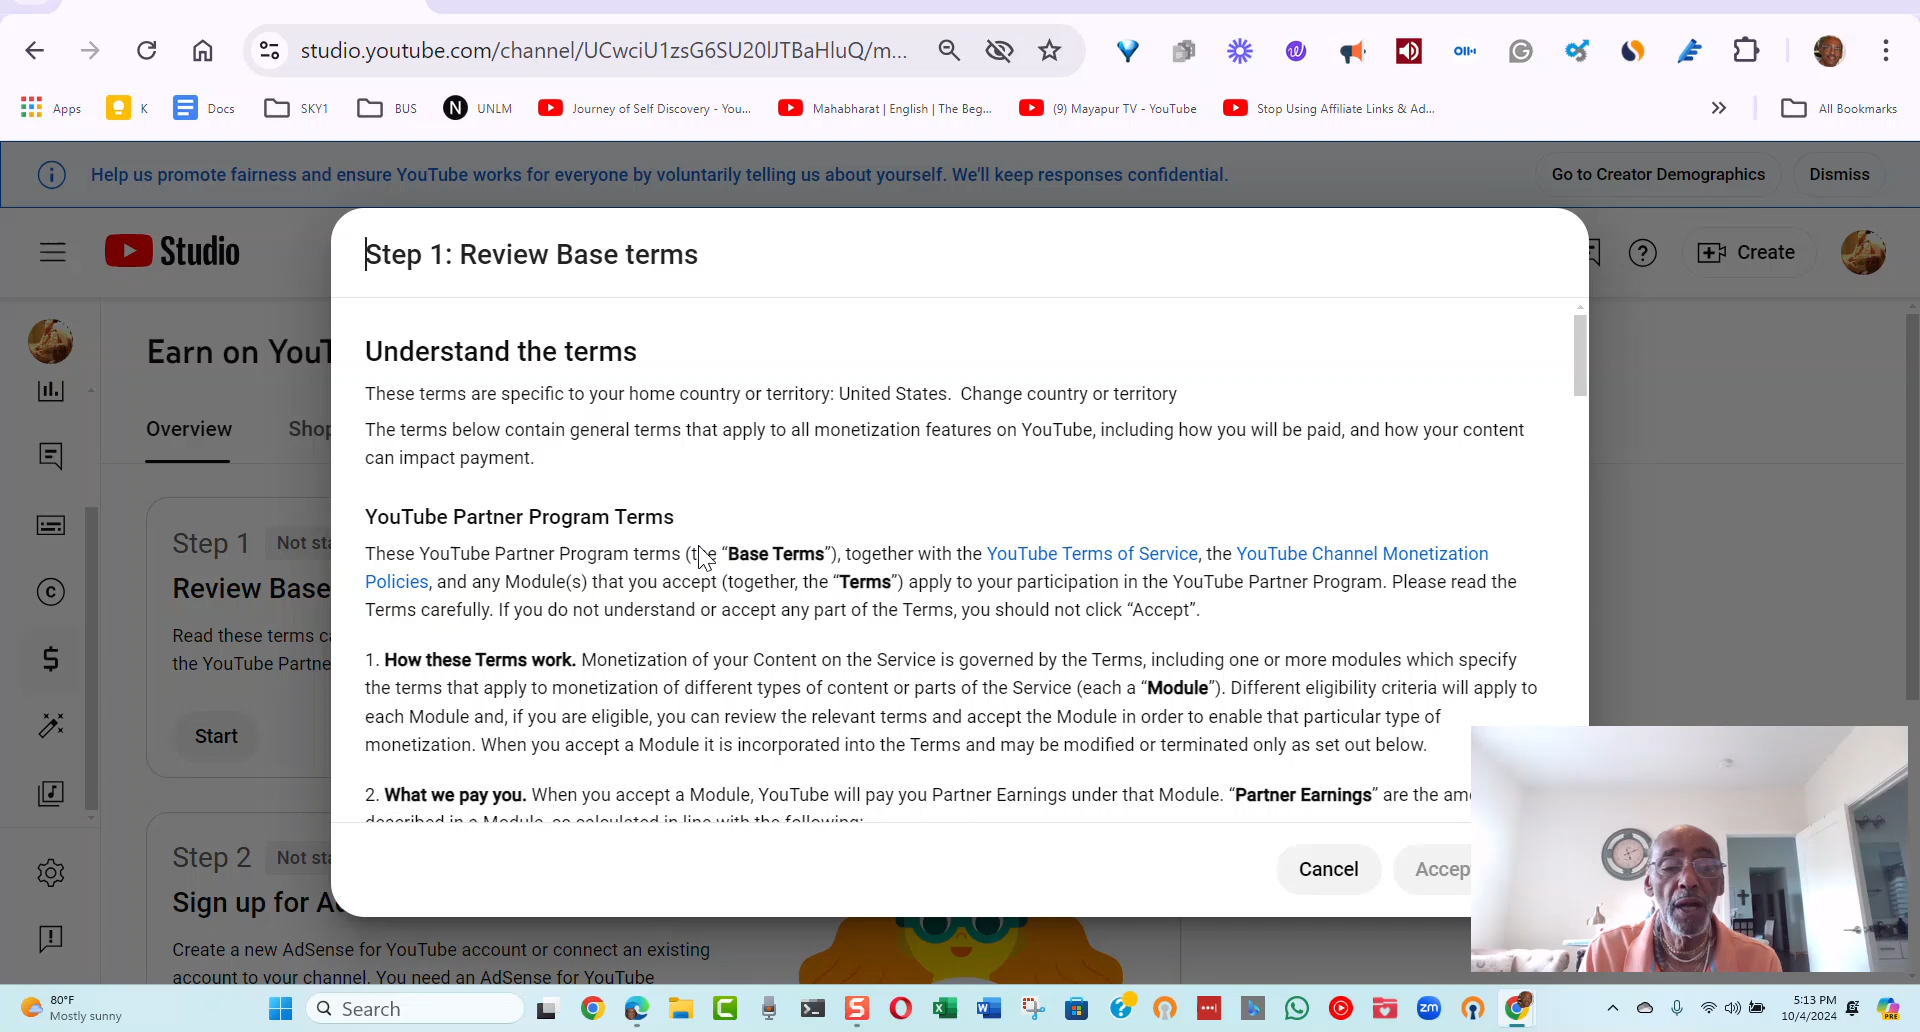 studio.youtube.com/channel/UCwciU1zsG6SU20lJTBaHluQ/m...
Apps K Docs SKY1 BUS UNLM Journey of Self Discovery - You... Mahabharat | English | The Beg... (9) Mayapur TV - YouTube Stop Using Affiliate Links & Ad... All Bookmarks
Help us promote fairness and ensure YouTube works for everyone by voluntarily telling us about yourself. We'll keep responses confidential. Go to Creator Demographics Dismiss
Studio
Create
Step 1: Review Base terms
Earn on YouT
Overview Shop
Step 1 Not sta
Review Base
Read these terms ca
the YouTube Partne
Start
Step 2 Not sta
Sign up for A
Create a new AdSense for YouTube account or connect an existing
account to your channel. You need an AdSense for YouTube
Understand the terms
These terms are specific to your home country or territory: United States. Change country or territory
The terms below contain general terms that apply to all monetization features on YouTube, including how you will be paid, and how your content
can impact payment.
YouTube Partner Program Terms
These YouTube Partner Program terms (the “Base Terms”), together with the YouTube Terms of Service, the YouTube Channel Monetization
Policies, and any Module(s) that you accept (together, the “Terms”) apply to your participation in the YouTube Partner Program. Please read the
Terms carefully. If you do not understand or accept any part of the Terms, you should not click “Accept”.
1. How these Terms work. Monetization of your Content on the Service is governed by the Terms, including one or more modules which specify
the terms that apply to monetization of different types of content or parts of the Service (each a “Module”). Different eligibility criteria will apply to
each Module and, if you are eligible, you can review the relevant terms and accept the Module in order to enable that particular type of
monetization. When you accept a Module it is incorporated into the Terms and may be modified or terminated only as set out below.
2. What we pay you. When you accept a Module, YouTube will pay you Partner Earnings under that Module. “Partner Earnings” are the am
described in a Module, as calculated in line with the following:
Cancel Accep
80°F
Mostly sunny
Search
5:13 PM
10/4/2024